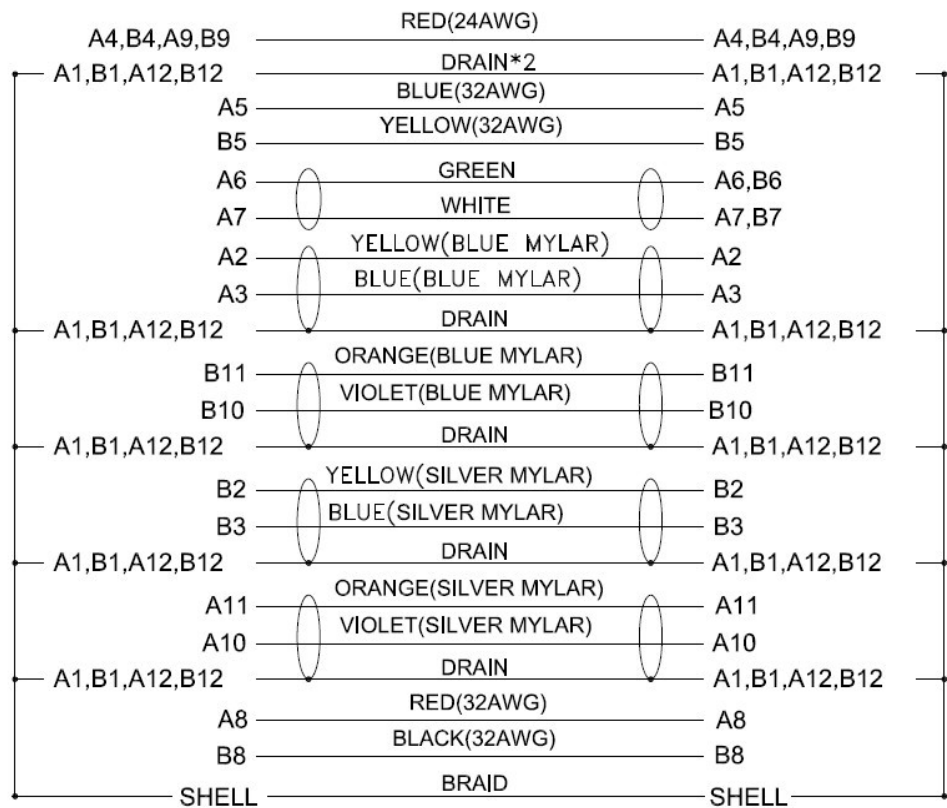 A4,B4,A9,B9 RED(24AWG) A4,B4,A9,B9
A1,B1,A12,B12 DRAIN*2 A1,B1,A12,B12
A5 BLUE(32AWG) A5
B5 YELLOW(32AWG) B5
A6 GREEN A6,B6
A7 WHITE A7,B7
A2 YELLOW(BLUE MYLAR) A2
A3 BLUE(BLUE MYLAR) A3
A1,B1,A12,B12 DRAIN A1,B1,A12,B12
B11 ORANGE(BLUE MYLAR) B11
B10 VIOLET(BLUE MYLAR) B10
A1,B1,A12,B12 DRAIN A1,B1,A12,B12
B2 YELLOW(SILVER MYLAR) B2
B3 BLUE(SILVER MYLAR) B3
A1,B1,A12,B12 DRAIN A1,B1,A12,B12
A11 ORANGE(SILVER MYLAR) A11
A10 VIOLET(SILVER MYLAR) A10
A1,B1,A12,B12 DRAIN A1,B1,A12,B12
A8 RED(32AWG) A8
B8 BLACK(32AWG) B8
SHELL BRAID SHELL